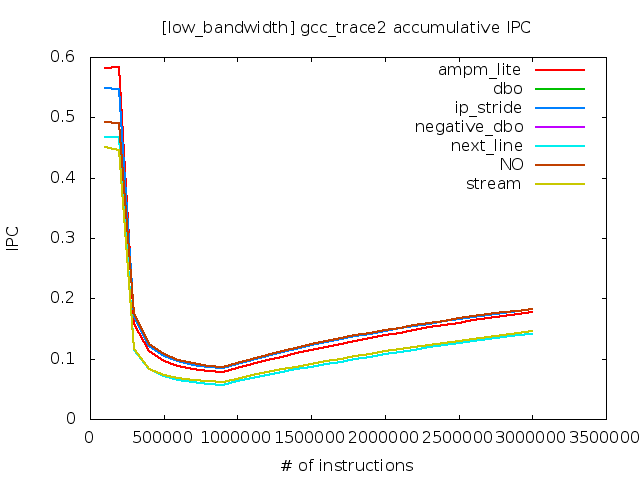 [low_bandwidth] gcc_trace2 accumulative IPC
0.6
0.5
0.4
0.3
0.2
0.1
0
IPC
ampm_lite
dbo
ip_stride
negative_dbo
next_line
NO
stream
0 500000 1000000 1500000 2000000 2500000 3000000 3500000
# of instructions